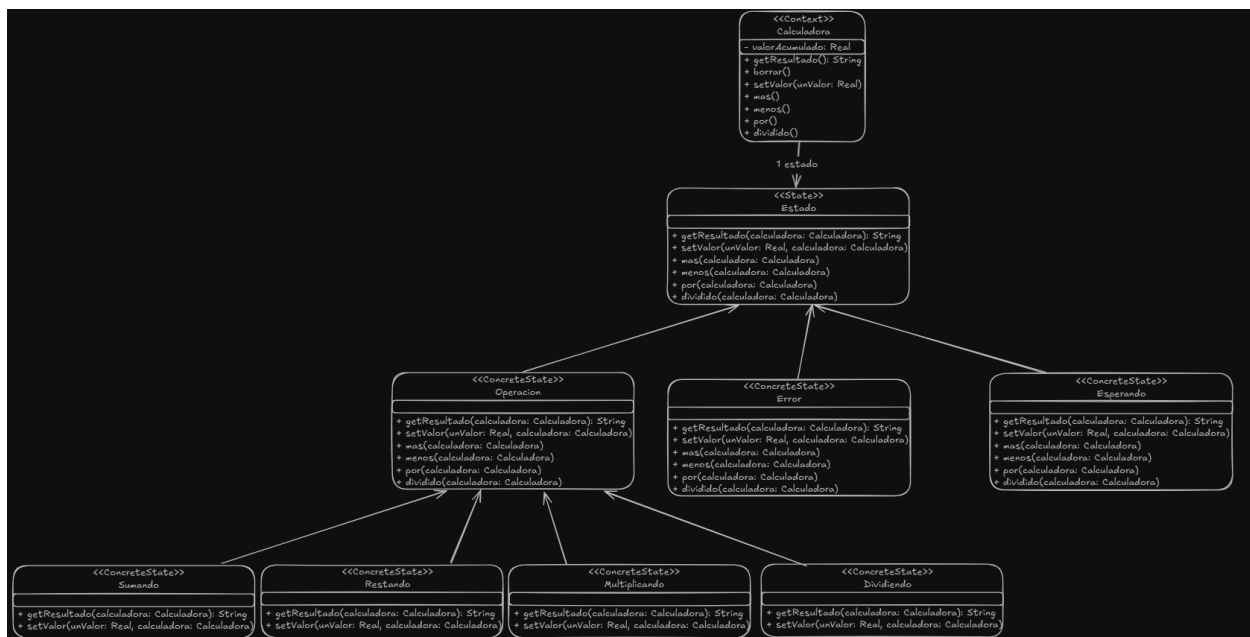 <<Context>>
Calculadora
- valorAcumulado: Real
+ getResultado(): String
+ borrar()
+ setValor(unValor: Real)
+ mas()
+ menos()
+ por()
+ dividido()
1 estado
<<State>>
Estado
+ getResultado(calculadora: Calculadora): String
+ setValor(unValor: Real, calculadora: Calculadora)
+ mas(calculadora: Calculadora)
+ menos(calculadora: Calculadora)
+ por(calculadora: Calculadora)
+ dividido(calculadora: Calculadora)
<<ConcreteState>>
Operacion
+ getResultado(calculadora: Calculadora): String
+ setValor(unValor: Real, calculadora: Calculadora)
+ mas(calculadora: Calculadora)
+ menos(calculadora: Calculadora)
+ por(calculadora: Calculadora)
+ dividido(calculadora: Calculadora)
<<ConcreteState>>
Error
+ getResultado(calculadora: Calculadora): String
+ setValor(unValor: Real, calculadora: Calculadora)
+ mas(calculadora: Calculadora)
+ menos(calculadora: Calculadora)
+ por(calculadora: Calculadora)
+ dividido(calculadora: Calculadora)
<<ConcreteState>>
Esperando
+ getResultado(calculadora: Calculadora): String
+ setValor(unValor: Real, calculadora: Calculadora)
+ mas(calculadora: Calculadora)
+ menos(calculadora: Calculadora)
+ por(calculadora: Calculadora)
+ dividido(calculadora: Calculadora)
<<ConcreteState>>
Sumando
+ getResultado(calculadora: Calculadora): String
+ setValor(unValor: Real, calculadora: Calculadora)
<<ConcreteState>>
Restando
+ getResultado(calculadora: Calculadora): String
+ setValor(unValor: Real, calculadora: Calculadora)
<<ConcreteState>>
Multiplicando
+ getResultado(calculadora: Calculadora): String
+ setValor(unValor: Real, calculadora: Calculadora)
<<ConcreteState>>
Dividiendo
+ getResultado(calculadora: Calculadora): String
+ setValor(unValor: Real, calculadora: Calculadora)